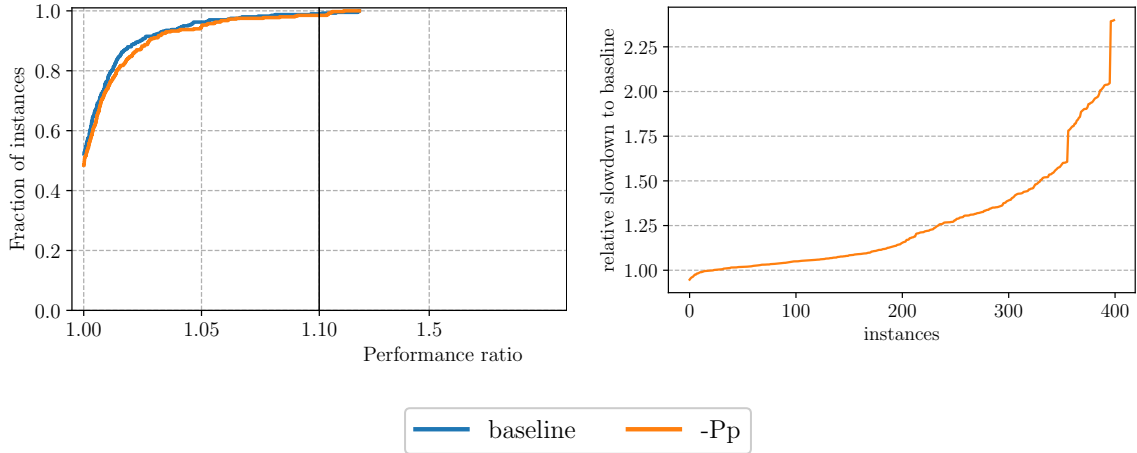 Fraction of instances
1.0
0.8
0.6
0.4
0.2
0.0
1.00 1.05 1.10 1.5
Performance ratio
relative slowdown to baseline
2.25
2.00
1.75
1.50
1.25
1.00
0 100 200 300 400
instances
baseline -Pp